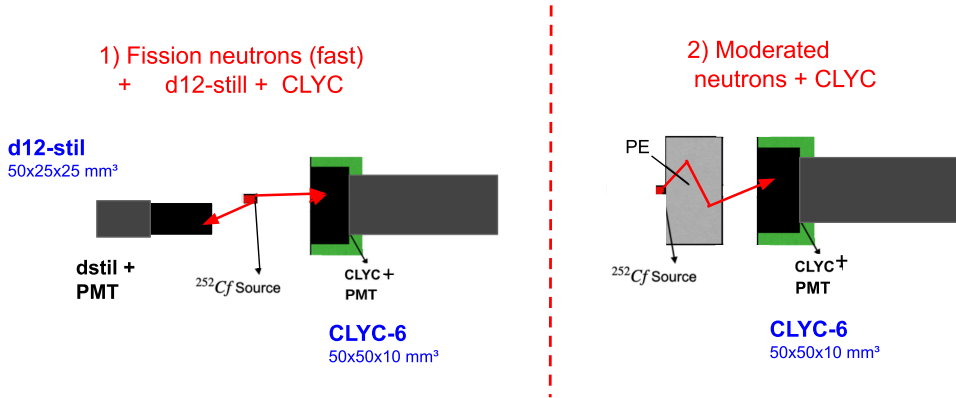 1) Fission neutrons (fast)
+ d12-still + CLYC
d12-stil
50x25x25 mm³
dstil +
PMT
²⁵²Cf Source
CLYC +
PMT
CLYC-6
50x50x10 mm³
2) Moderated
neutrons + CLYC
PE
²⁵²Cf Source
CLYC +
PMT
CLYC-6
50x50x10 mm³